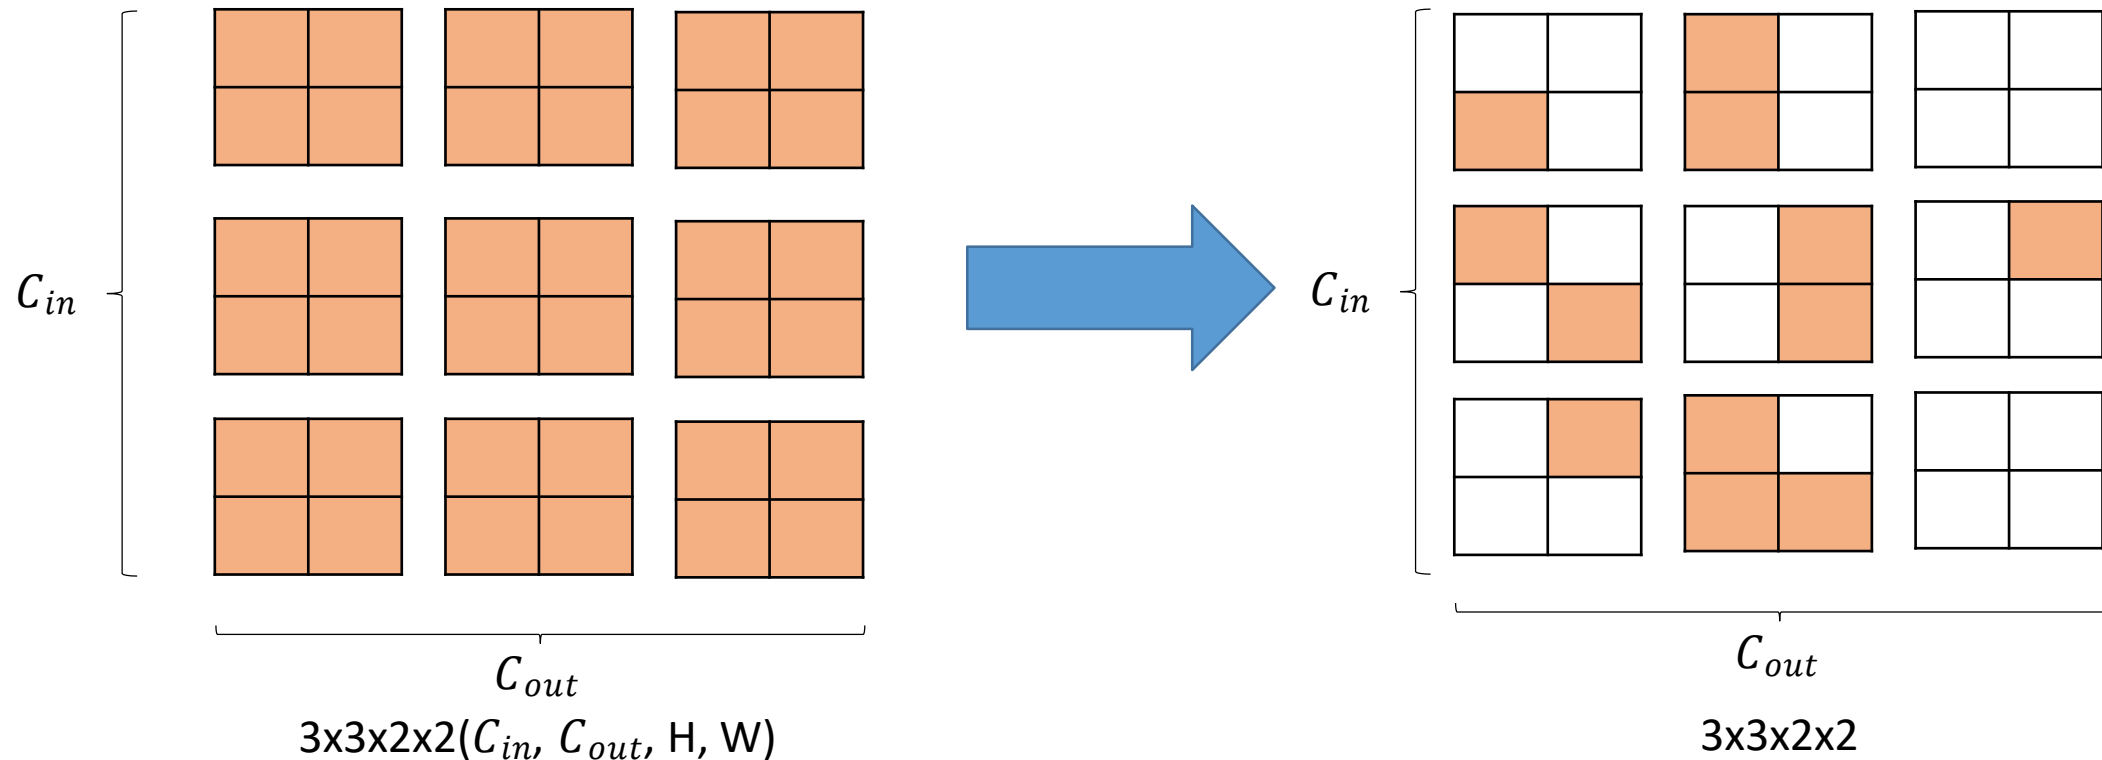 C_in
C_in
C_out
C_out
3x3x2x2(C_in, C_out, H, W)
3x3x2x2